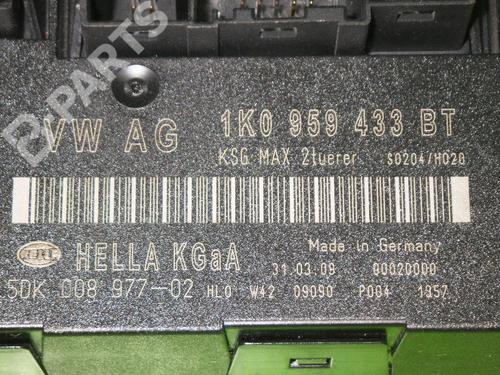 VW AG
1K0 959 433 BT
KSG MAX 2tuerer S0204/H020
HELLA KGaA
Made in Germany
31 03 09 00020000
5DK 008 977-02 HLO W42 09090 P004 1357
B-PARTS